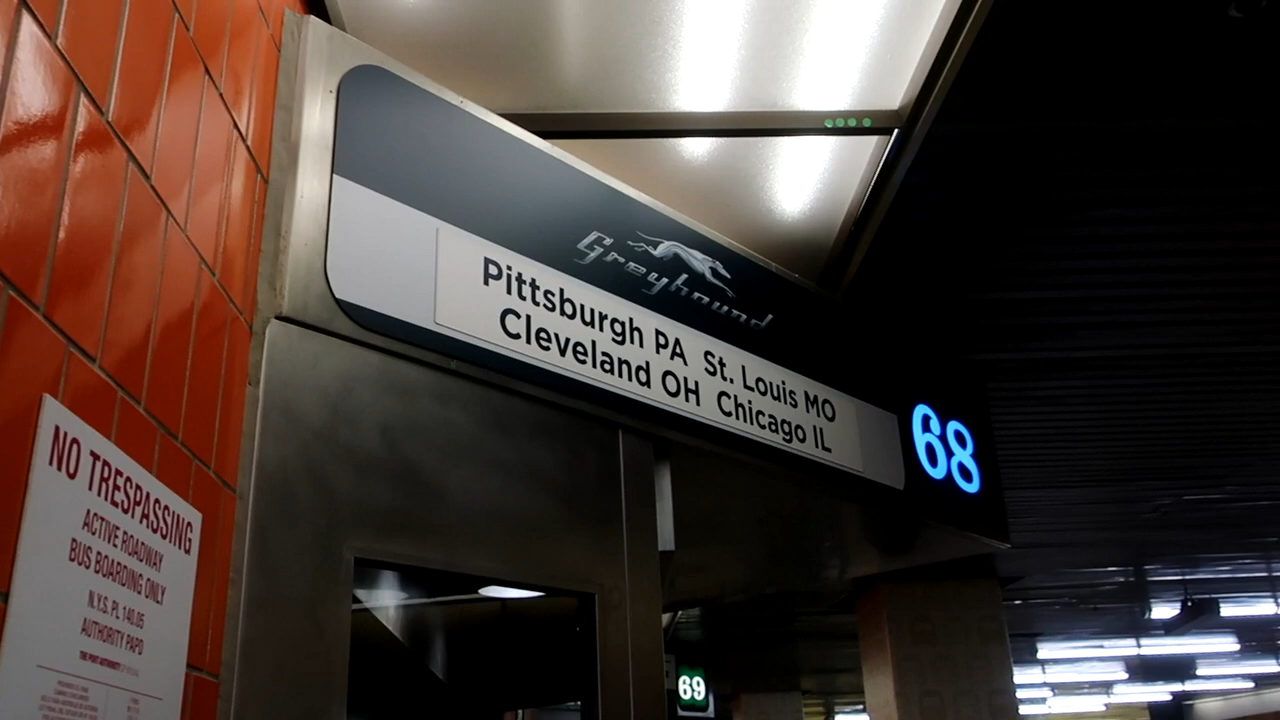 Greyhound
Pittsburgh PA St. Louis MO
Cleveland OH Chicago IL
68
69
NO TRESPASSING
ACTIVE ROADWAY
BUS BOARDING ONLY
N.Y.S. PL 140.05
AUTHORITY PAPD
THE PORT AUTHORITY